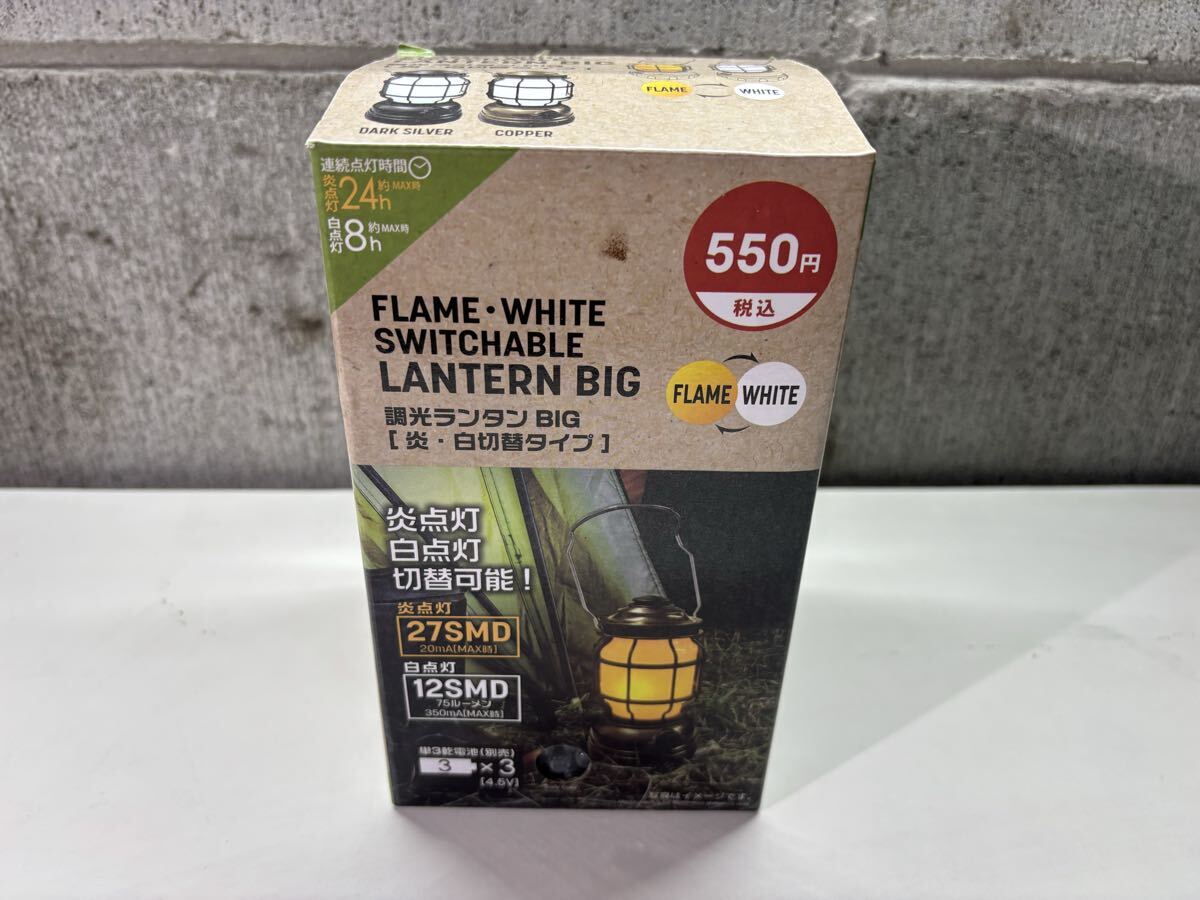 DARK SILVER
COPPER
FLAME
WHITE
連続点灯時間
炎点灯 約24h MAX時
白点灯 約8h MAX時
550円
税込
FLAME・WHITE
SWITCHABLE
LANTERN BIG
FLAME WHITE
調光ランタン BIG
[ 炎・白切替タイプ ]
炎点灯
白点灯
切替可能!
炎点灯
27SMD
20mA[MAX時]
白点灯
12SMD
75ルーメン
350mA[MAX時]
単3乾電池(別売)
3 ×3
[4.5V]